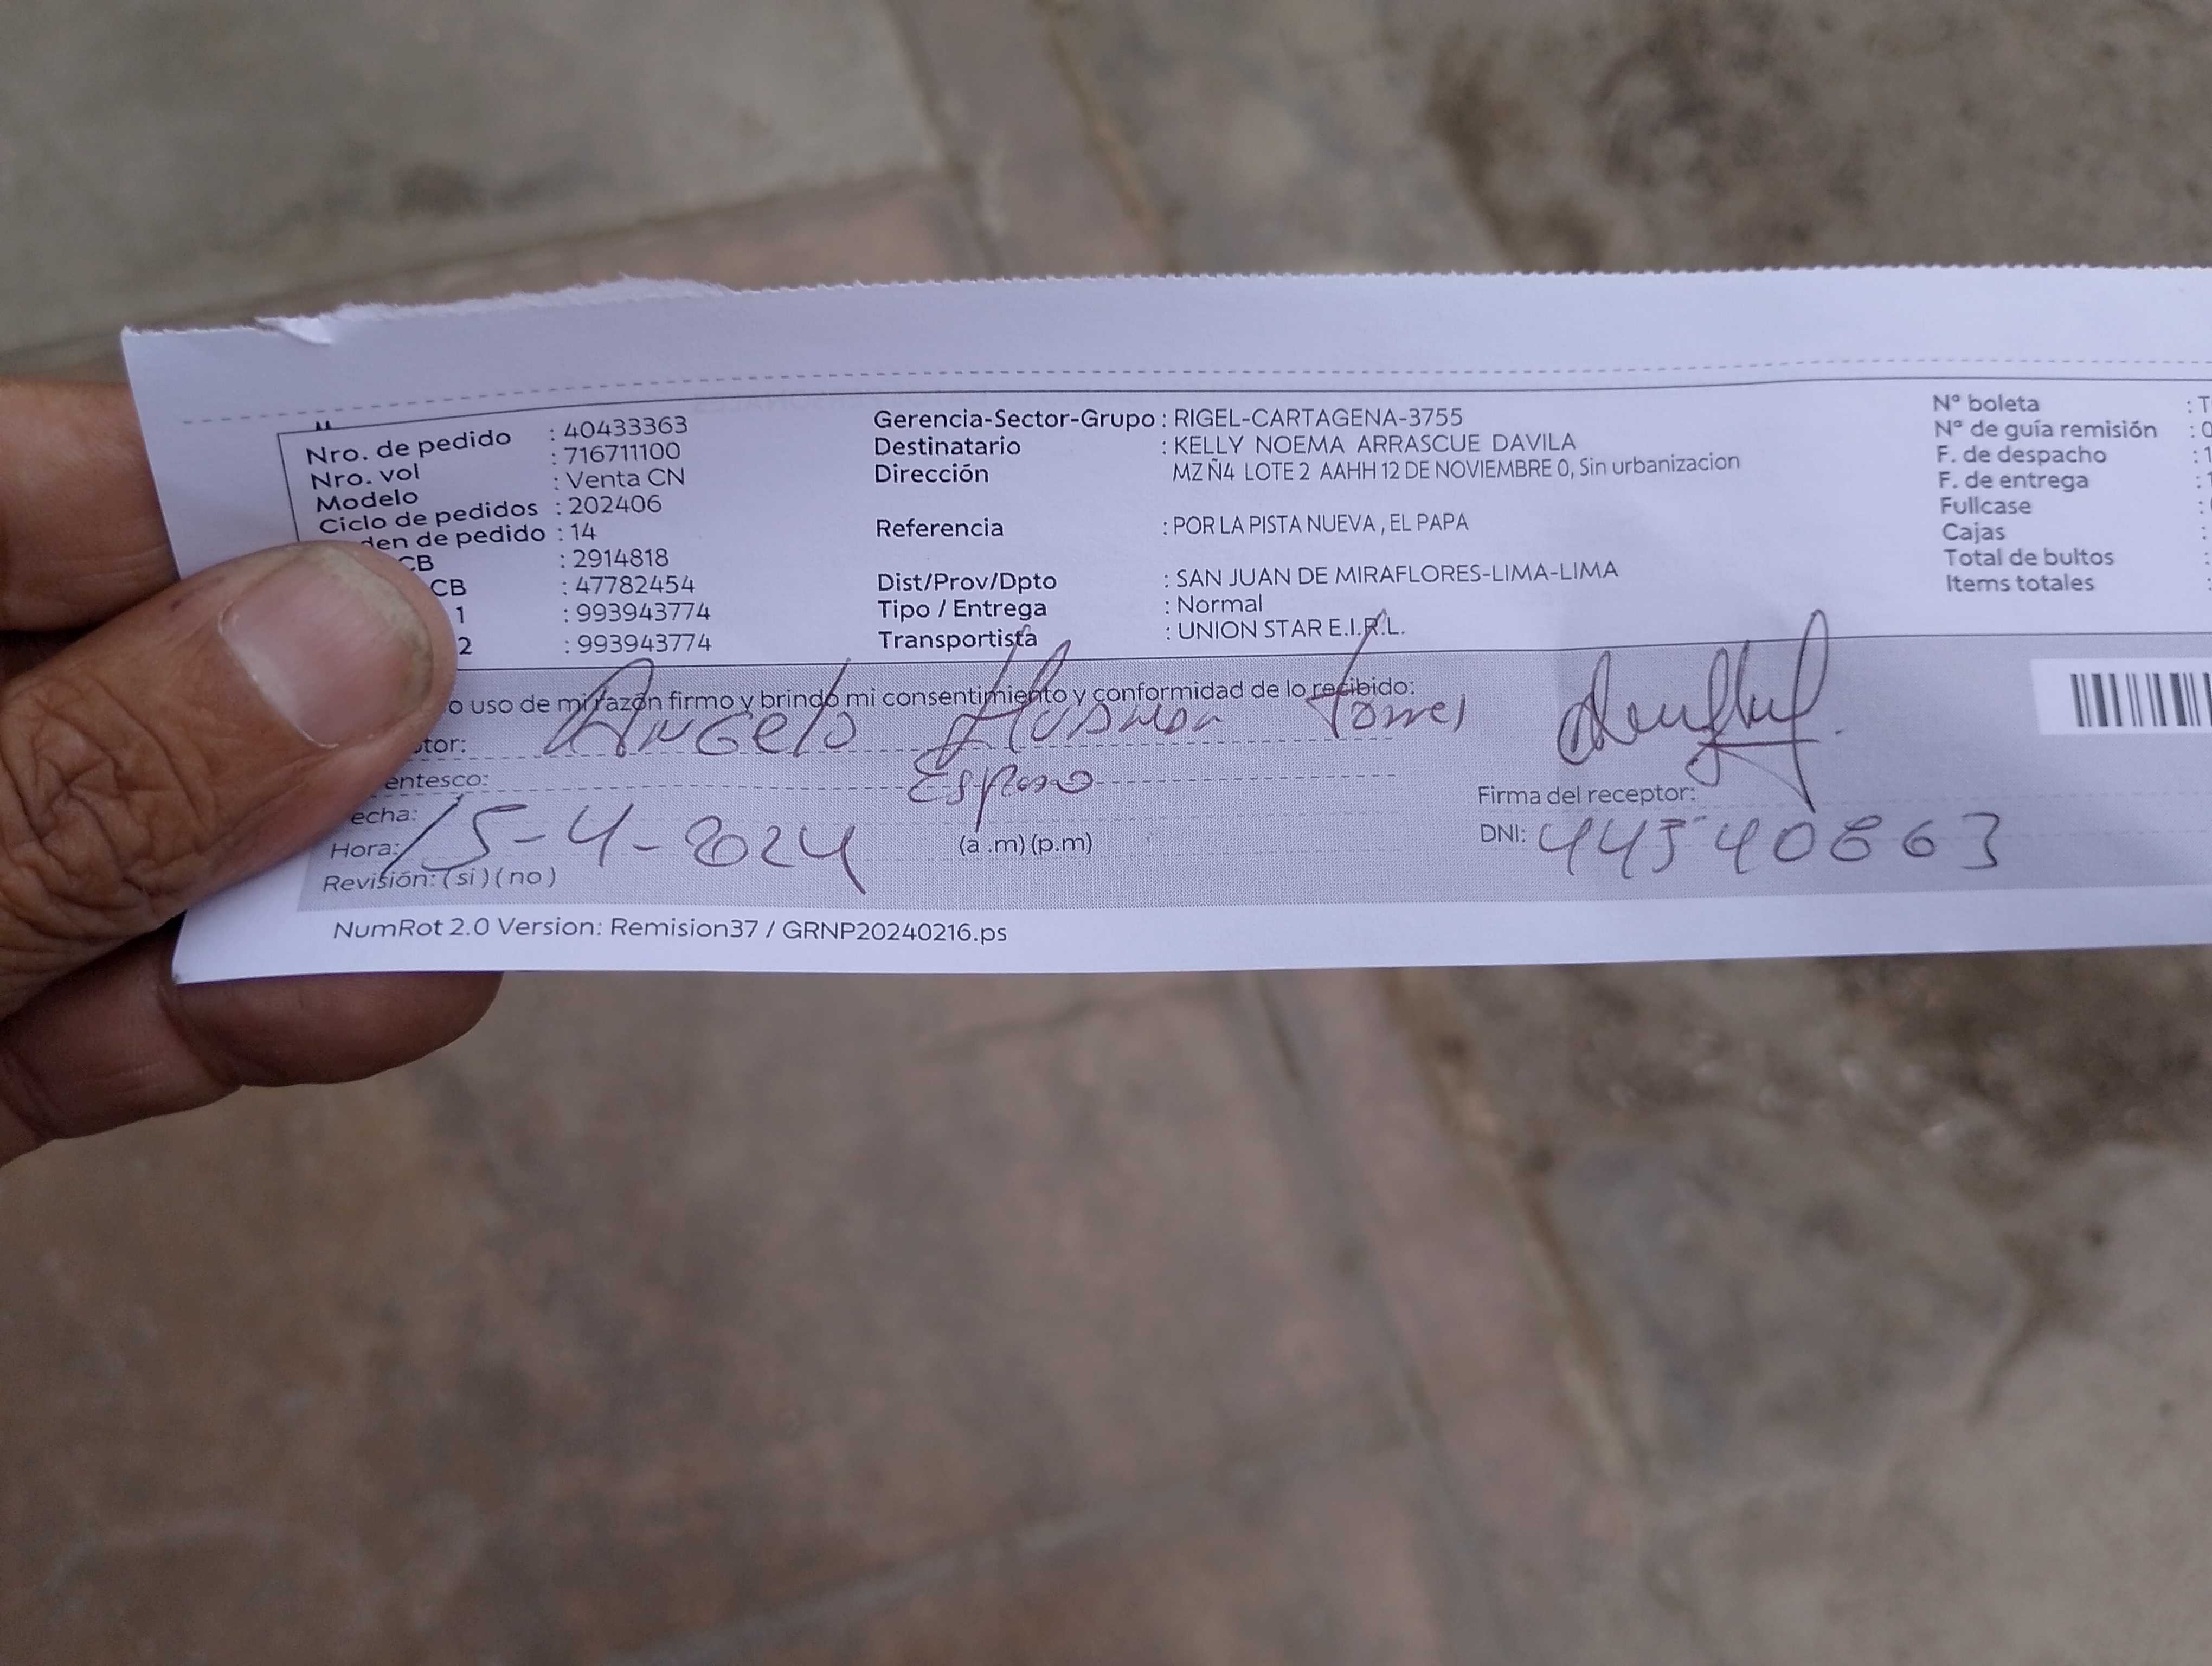 Nro. de pedido : 40433363
Nro. vol : 716711100
Modelo : Venta CN
Ciclo de pedidos : 202406
den de pedido : 14
CB : 2914818
CB : 47782454
1 : 993943774
2 : 993943774
Gerencia-Sector-Grupo : RIGEL-CARTAGENA-3755
Destinatario : KELLY NOEMA ARRASCUE DAVILA
Dirección MZ Ñ4 LOTE 2 AAHH 12 DE NOVIEMBRE 0, Sin urbanizacion
Referencia : POR LA PISTA NUEVA , EL PAPA
Dist/Prov/Dpto : SAN JUAN DE MIRAFLORES-LIMA-LIMA
Tipo / Entrega : Normal
Transportista : UNION STAR E.I.R.L.
Nº boleta : T
Nº de guía remisión : 0
F. de despacho : 1
F. de entrega :
Fullcase :
Cajas :
Total de bultos :
Items totales :
o uso de mi razón firmo y brindo mi consentimiento y conformidad de lo recibido:
tor: Angelo Torres
entesco: Esposo
echa: 15-4-2024
Hora: (a .m) (p.m)
Revisión: ( si ) ( no )
Firma del receptor:
DNI: 44540863
NumRot 2.0 Version: Remision37 / GRNP20240216.ps